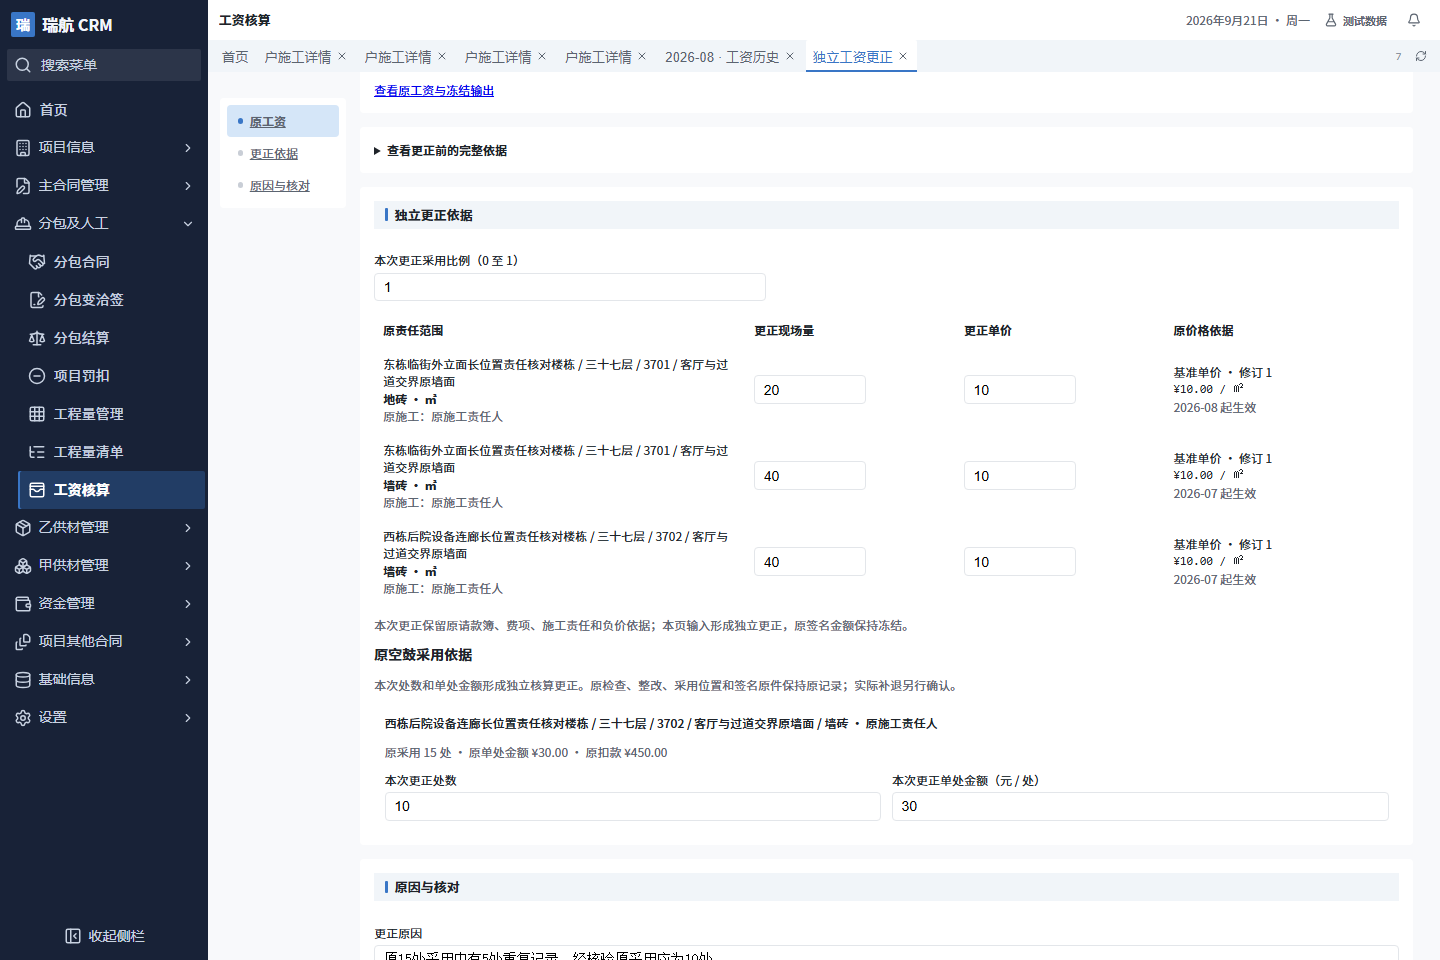 瑞 瑞航 CRM
搜索菜单
首页
项目信息
主合同管理
分包及人工
分包合同
分包变洽签
分包结算
项目罚扣
工程量管理
工程量清单
工资核算
乙供材管理
甲供材管理
资金管理
项目其他合同
基础信息
设置
收起侧栏
工资核算
2026年9月21日 · 周一 测试数据
首页 户施工详情 户施工详情 户施工详情 户施工详情 2026-08 · 工资历史 独立工资更正 7
原工资
更正依据
原因与核对
查看原工资与冻结输出
查看更正前的完整依据
独立更正依据
本次更正采用比例（0 至 1）
1
原责任范围 更正现场量 更正单价 原价格依据
东栋临街外立面长位置责任核对楼栋 / 三十七层 / 3701 / 客厅与过
道交界原墙面
地砖 · ㎡
原施工：原施工责任人
20 10
基准单价 · 修订 1
¥10.00 / ㎡
2026-08 起生效
东栋临街外立面长位置责任核对楼栋 / 三十七层 / 3701 / 客厅与过
道交界原墙面
墙砖 · ㎡
原施工：原施工责任人
40 10
基准单价 · 修订 1
¥10.00 / ㎡
2026-07 起生效
西栋后院设备连廊长位置责任核对楼栋 / 三十七层 / 3702 / 客厅与
过道交界原墙面
墙砖 · ㎡
原施工：原施工责任人
40 10
基准单价 · 修订 1
¥10.00 / ㎡
2026-07 起生效
本次更正保留原请款簿、费项、施工责任和负价依据；本页输入形成独立更正，原签名金额保持冻结。
原空鼓采用依据
本次处数和单处金额形成独立核算更正。原检查、整改、采用位置和签名原件保持原记录；实际补退另行确认。
西栋后院设备连廊长位置责任核对楼栋 / 三十七层 / 3702 / 客厅与过道交界原墙面 / 墙砖 · 原施工责任人
原采用 15 处 · 原单处金额 ¥30.00 · 原扣款 ¥450.00
本次更正处数 本次更正单处金额（元 / 处）
10 30
原因与核对
更正原因
原15处采用中有5处重复记录，经核验原采用应为10处